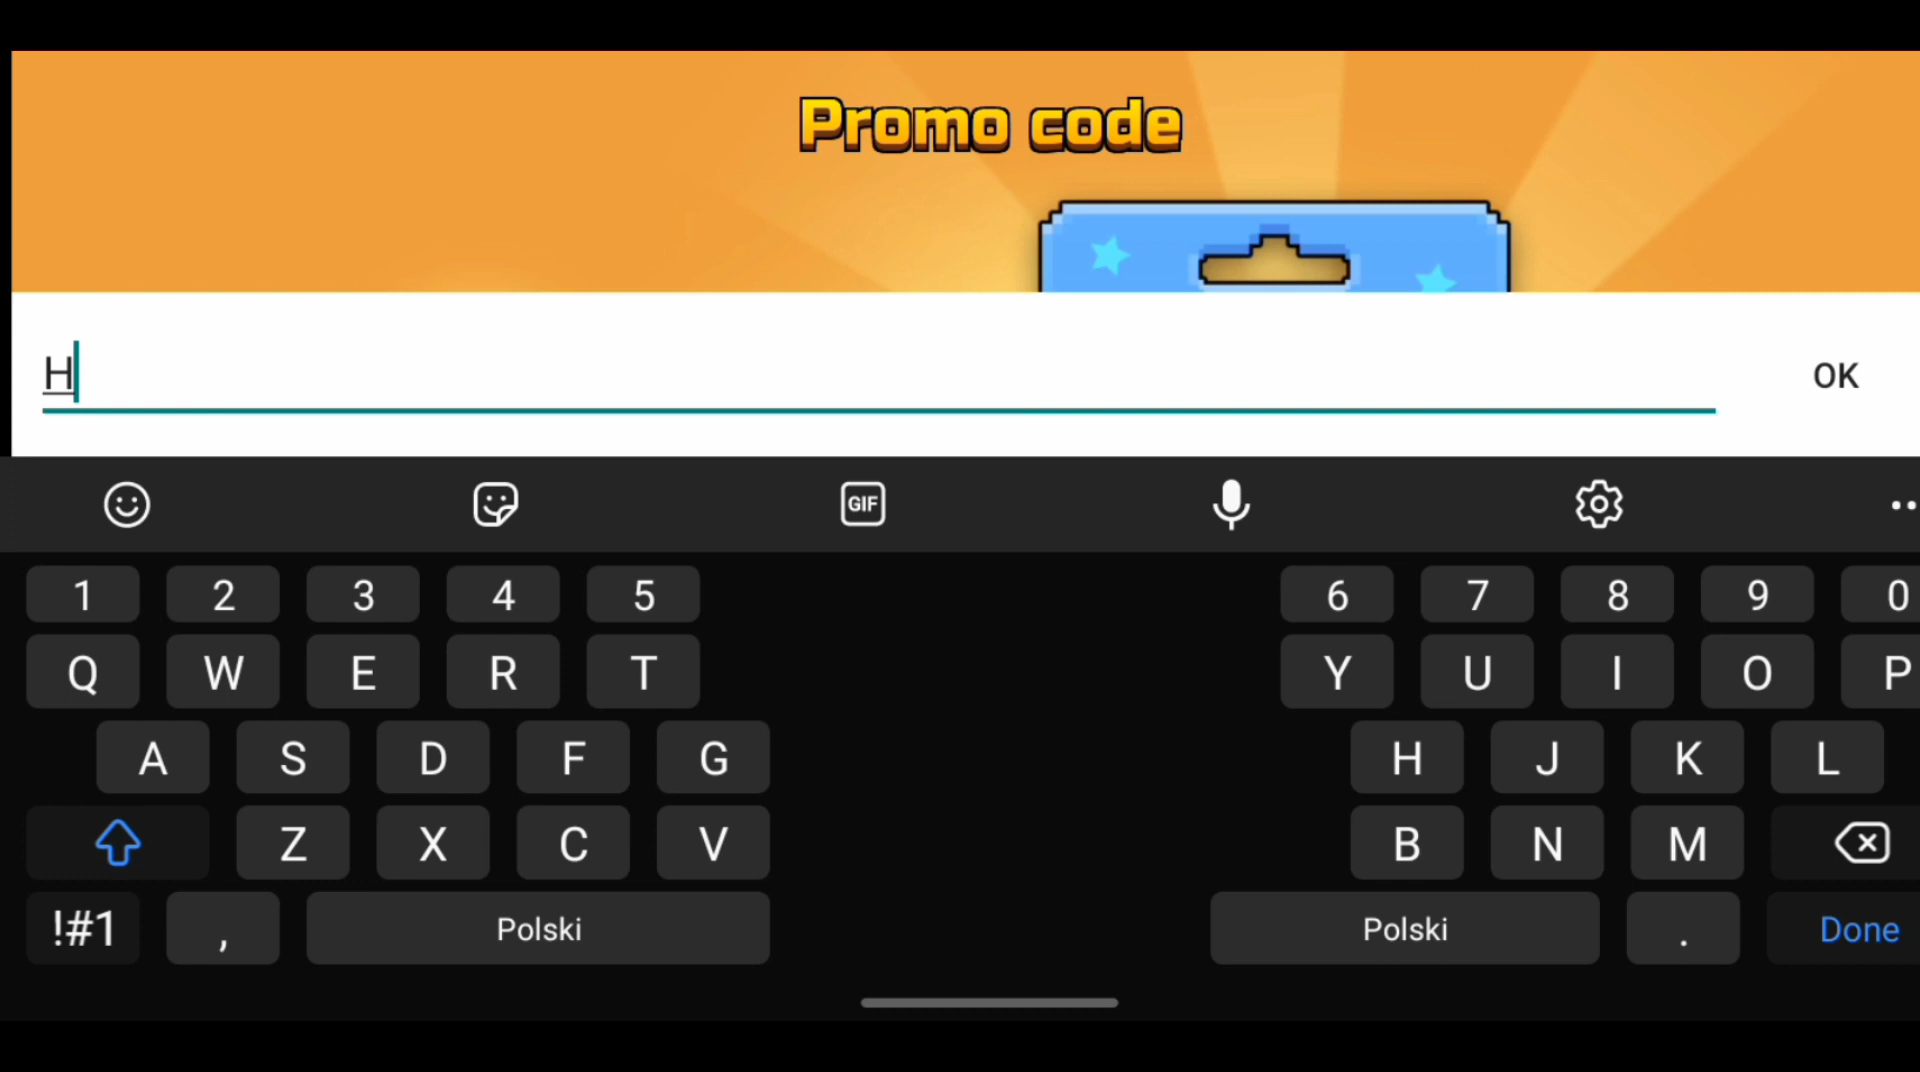 Promo code
H
OK
GIF
1 2 3 4 5 6 7 8 9 0
Q W E R T Y U I O P
A S D F G H J K L
Z X C V B N M
!#1 , Polski Polski . Done